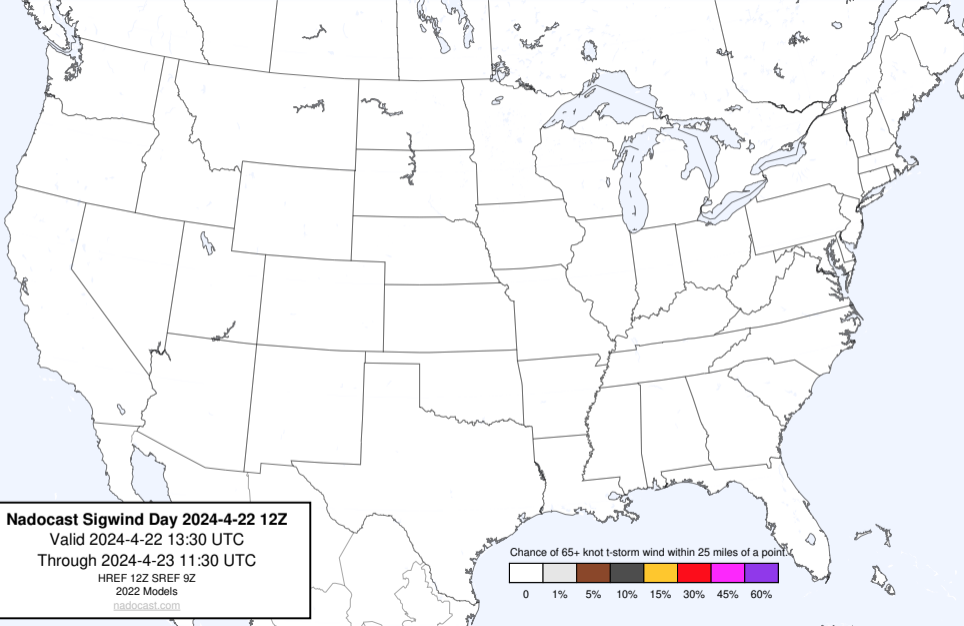 Nadocast Sigwind Day 2024-4-22 12Z
Valid 2024-4-22 13:30 UTC
Through 2024-4-23 11:30 UTC
HREF 12Z SREF 9Z
2022 Models
nadocast.com
Chance of 65+ knot t-storm wind within 25 miles of a point.
0 1% 5% 10% 15% 30% 45% 60%